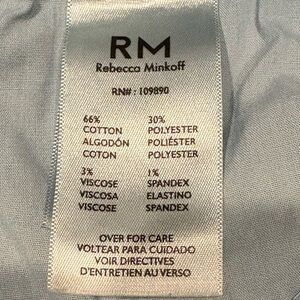 RM
Rebecca Minkoff
RN#: 109890
66% 30%
COTTON POLYESTER
ALGODÓN POLIÉSTER
COTON POLYESTER
3% 1%
VISCOSE SPANDEX
VISCOSA ELASTINO
VISCOSE SPANDEX
OVER FOR CARE
VOLTEAR PARA CUIDADO
VOIR DIRECTIVES
D'ENTRETIEN AU VERSO